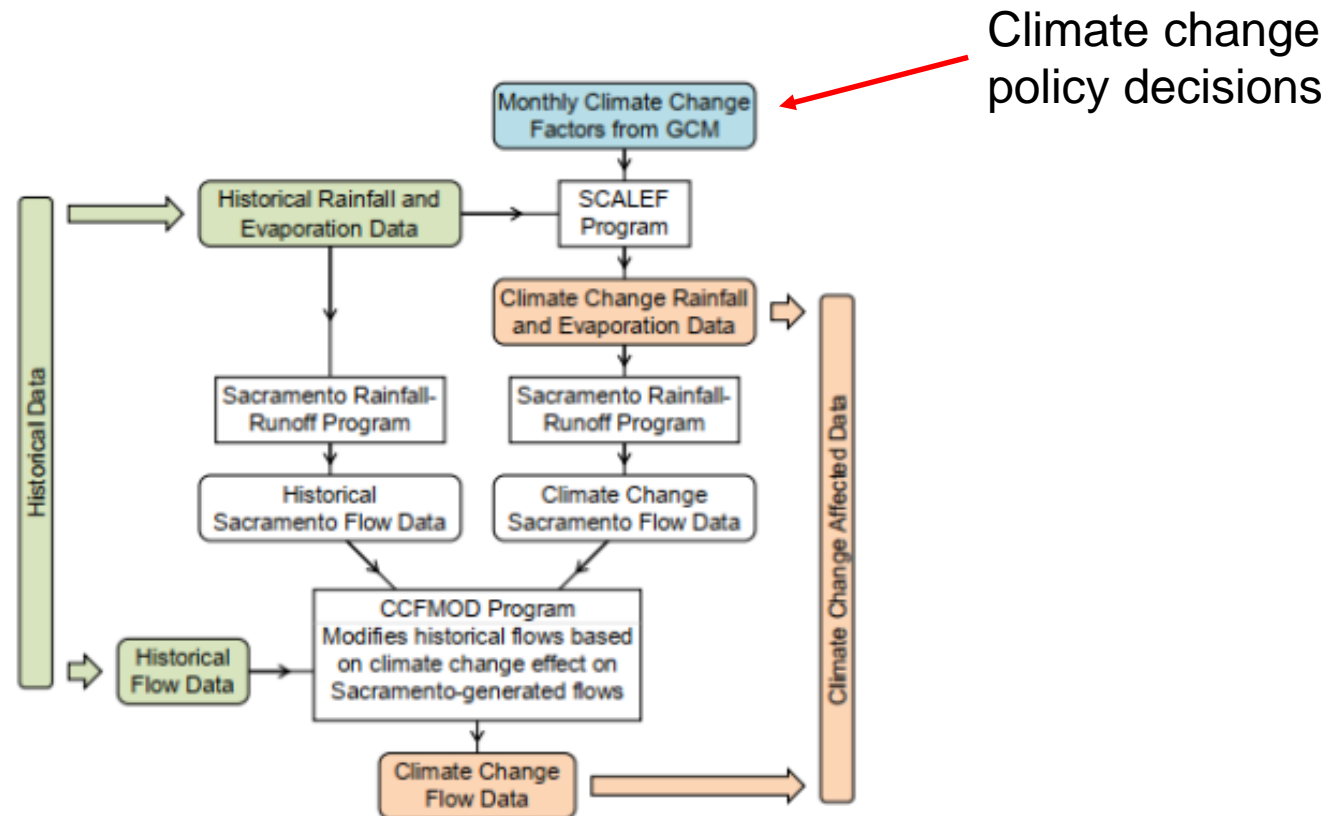 Climate change
policy decisions
Monthly Climate Change
Factors from GCM
Historical Rainfall and
Evaporation Data
SCALEF
Program
Climate Change Rainfall
and Evaporation Data
Historical Data
Sacramento Rainfall-
Runoff Program
Sacramento Rainfall-
Runoff Program
Climate Change Affected Data
Historical
Sacramento Flow Data
Climate Change
Sacramento Flow Data
CCFMOD Program
Modifies historical flows based
on climate change effect on
Sacramento-generated flows
Historical
Flow Data
Climate Change
Flow Data